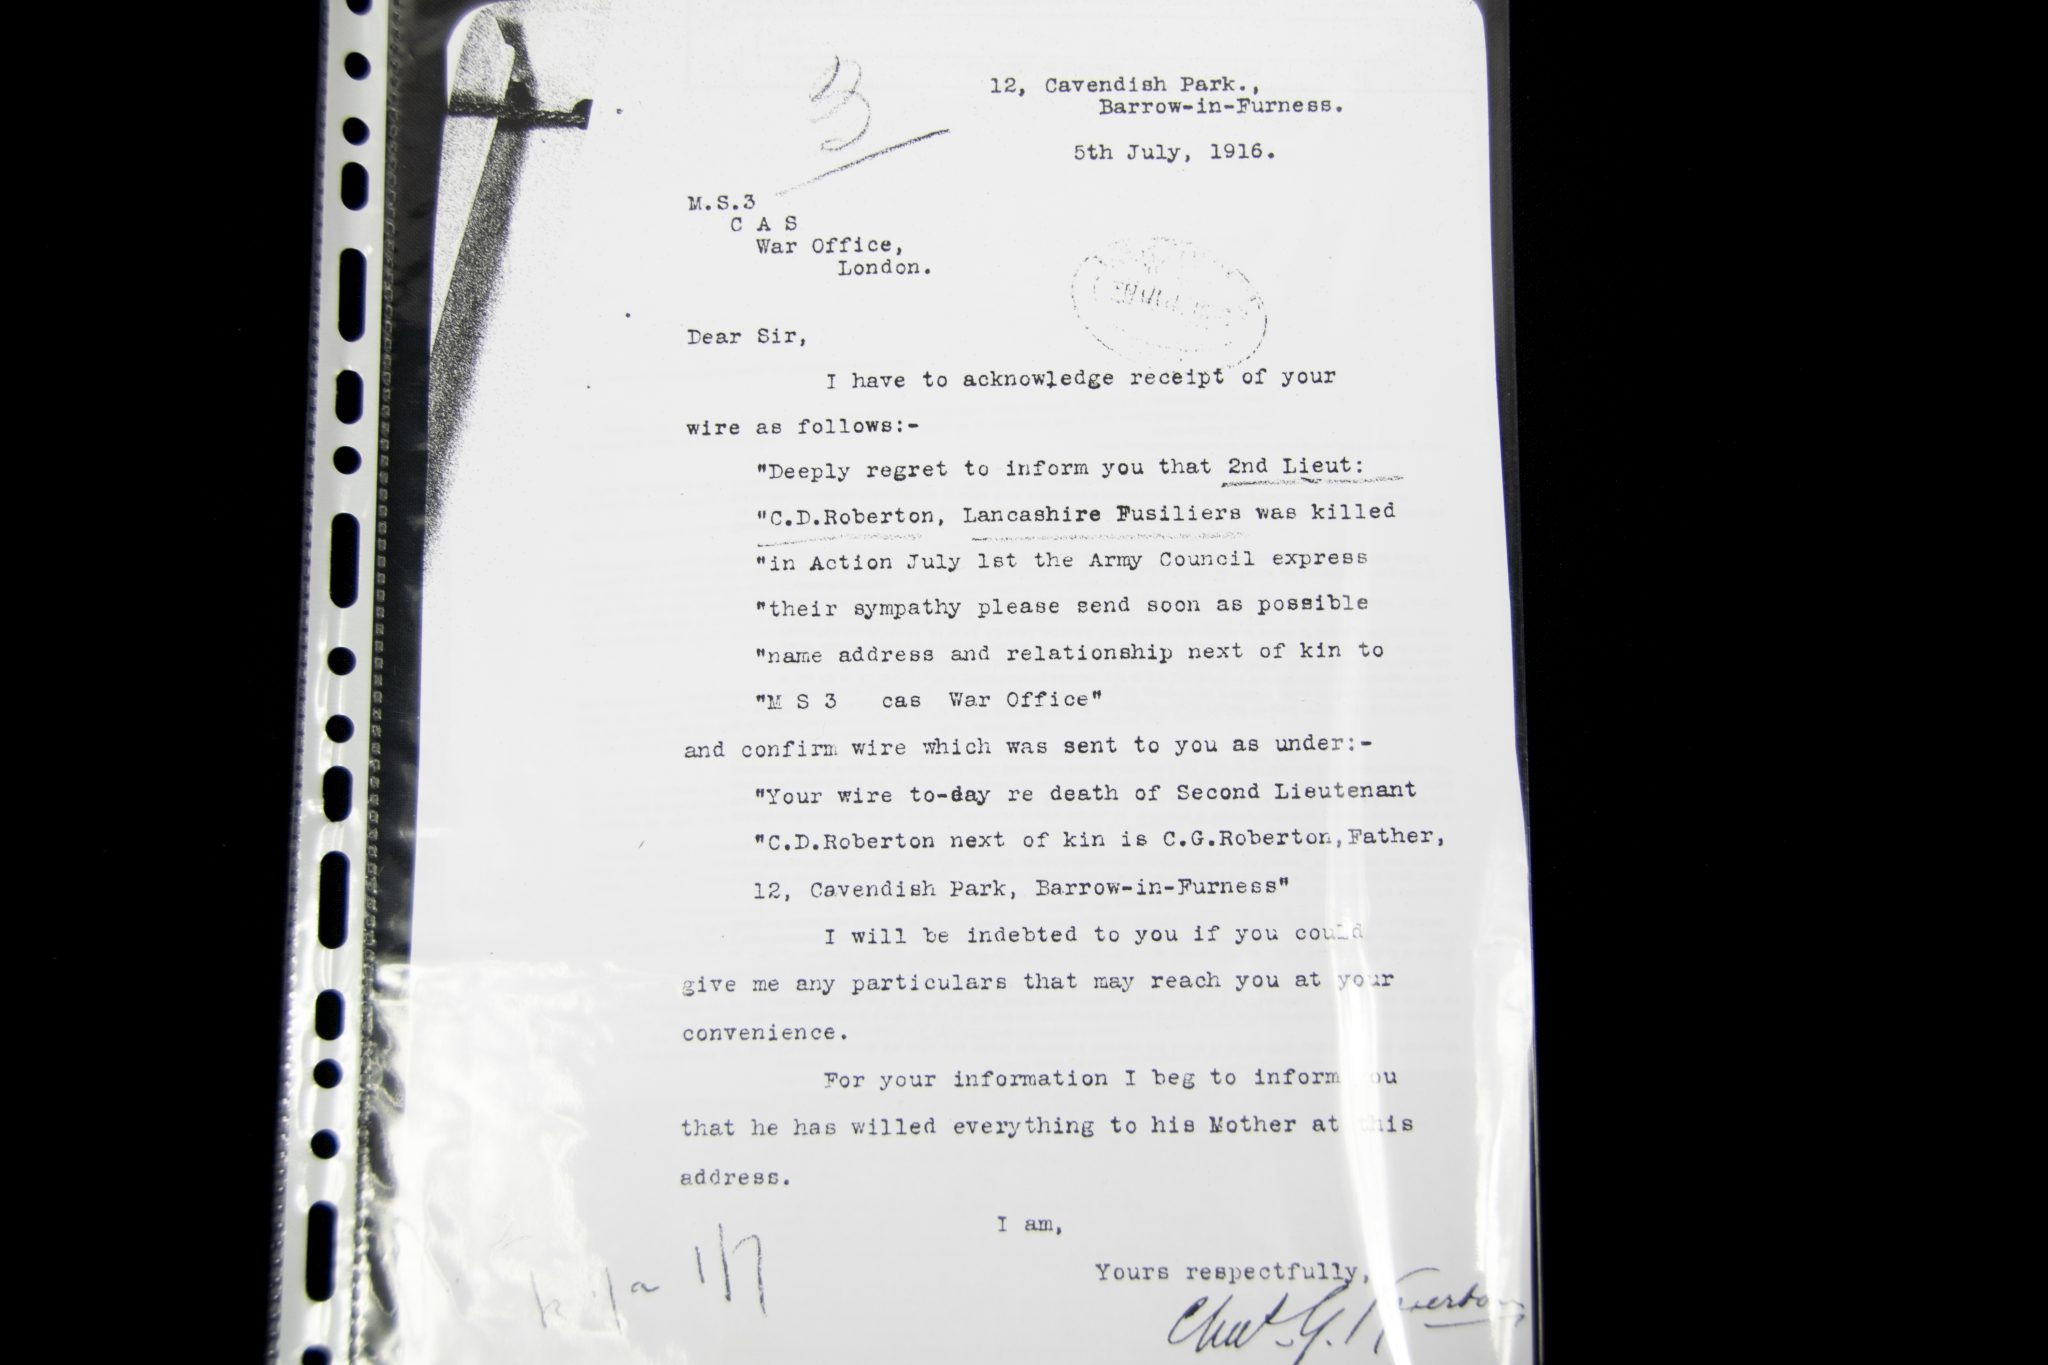 12, Cavendish Park.,
Barrow-in-Furness.
5th July, 1916.
M.S.3
C A S
War Office,
London.
Dear Sir,
I have to acknowledge receipt of your
wire as follows:-
"Deeply regret to inform you that 2nd Lieut:
"C.D.Roberton, Lancashire Fusiliers was killed
"in Action July 1st the Army Council express
"their sympathy please send soon as possible
"name address and relationship next of kin to
"M S 3 cas War Office"
and confirm wire which was sent to you as under:-
"Your wire to-day re death of Second Lieutenant
"C.D.Roberton next of kin is C.G.Roberton,Father,
12, Cavendish Park, Barrow-in-Furness"
I will be indebted to you if you could
give me any particulars that may reach you at your
convenience.
For your information I beg to inform you
that he has willed everything to his Mother at this
address.
I am,
1/7
Yours respectfully,
Chas. G. Roberton